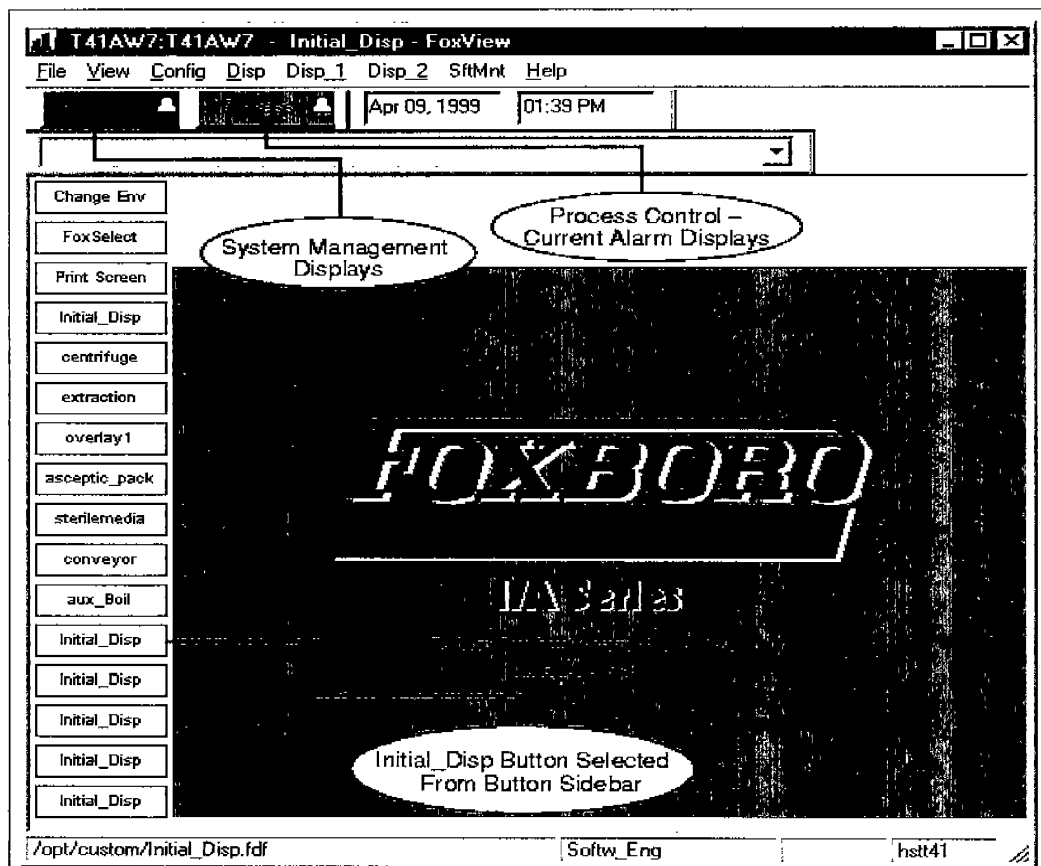 T41AW7:T41AW7 - Initial_Disp - FoxView
File View Config Disp Disp_1 Disp_2 SftMnt Help
Apr 09, 1999 01:39 PM
Change Env
FoxSelect
Print Screen
Initial_Disp
centrifuge
extraction
overlay1
asceptic_pack
sterilemedia
conveyor
aux_Boil
Initial_Disp
Initial_Disp
Initial_Disp
Initial_Disp
Initial_Disp
System Management
Displays
Process Control –
Current Alarm Displays
FOXBORO
I/A Series
Initial_Disp Button Selected
From Button Sidebar
/opt/custom/Initial_Disp.fdf Softw_Eng hstt41